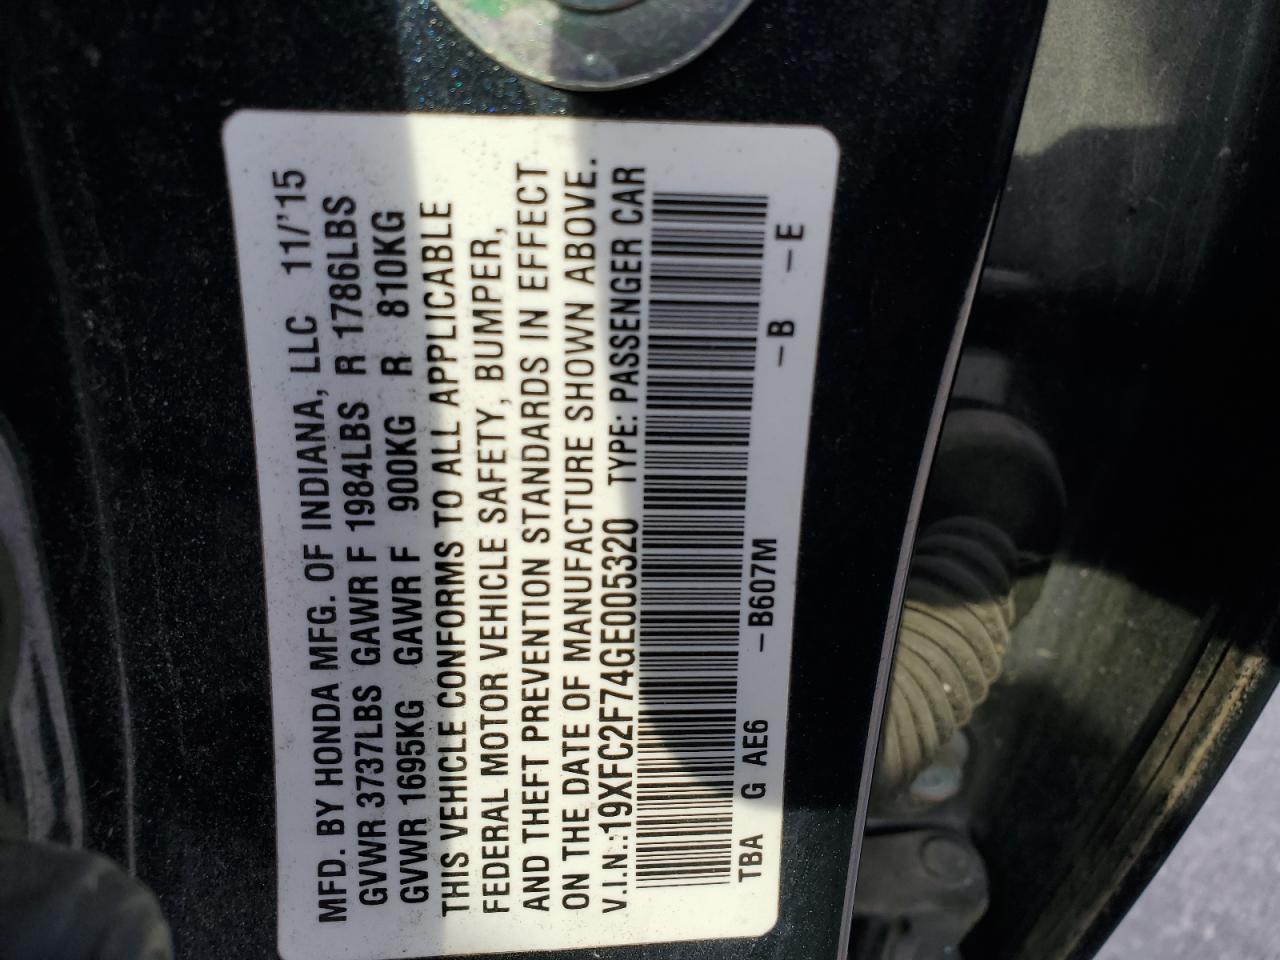 MFD. BY HONDA MFG. OF INDIANA, LLC 11/'15
GVWR 3737LBS GAWR F 1984LBS R 1786LBS
GVWR 1695KG GAWR F 900KG R 810KG
THIS VEHICLE CONFORMS TO ALL APPLICABLE
FEDERAL MOTOR VEHICLE SAFETY, BUMPER,
AND THEFT PREVENTION STANDARDS IN EFFECT
ON THE DATE OF MANUFACTURE SHOWN ABOVE.
V.I.N.:19XFC2F74GE005320 TYPE: PASSENGER CAR
TBA G AE6 -B607M -B -E